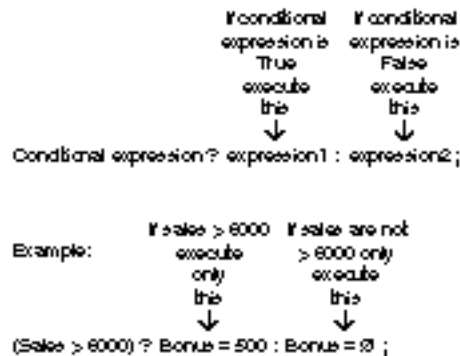 If conditional expression is True execute this
If conditional expression is False execute this
Conditional expression ? expression1 : expression2 ;
Example:
If sales > 6000 execute only this
If sales are not > 6000 only execute this
(Sales > 6000) ? Bonus = 500 : Bonus = Ø ;